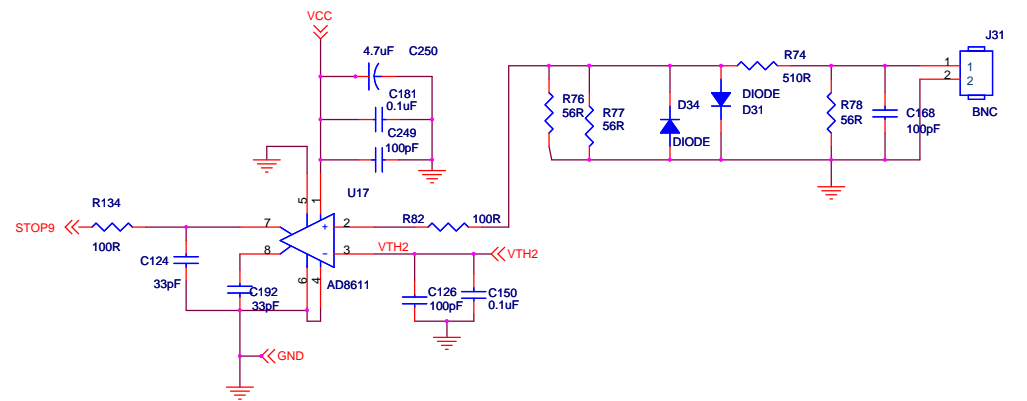 VCC
4.7uF C250
J31
R74
1 1
510R
2 2
C181
0.1uF
DIODE
R76
56R
R77
56R
D34
D31
R78
56R
C168
100pF
BNC
C249
100pF
DIODE
U17
R134
5 1
R82 100R
STOP9
7
2
+
100R
8
3
-
VTH2
VTH2
C124
33pF
6 4
AD8611
C192
33pF
C126
100pF
C150
0.1uF
GND